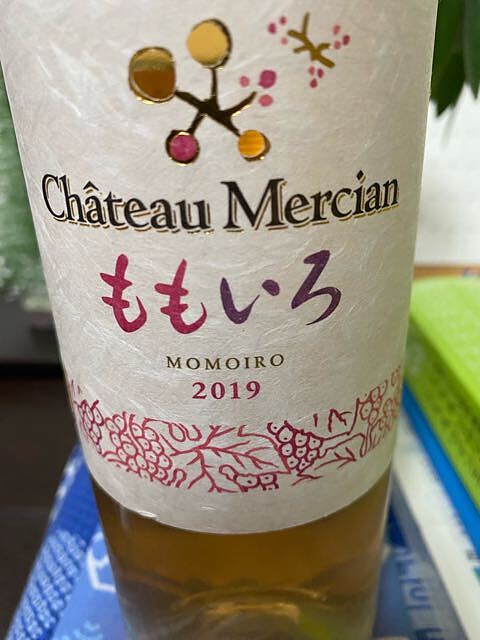 Château Mercian
ももいろ
MOMOIRO
2019